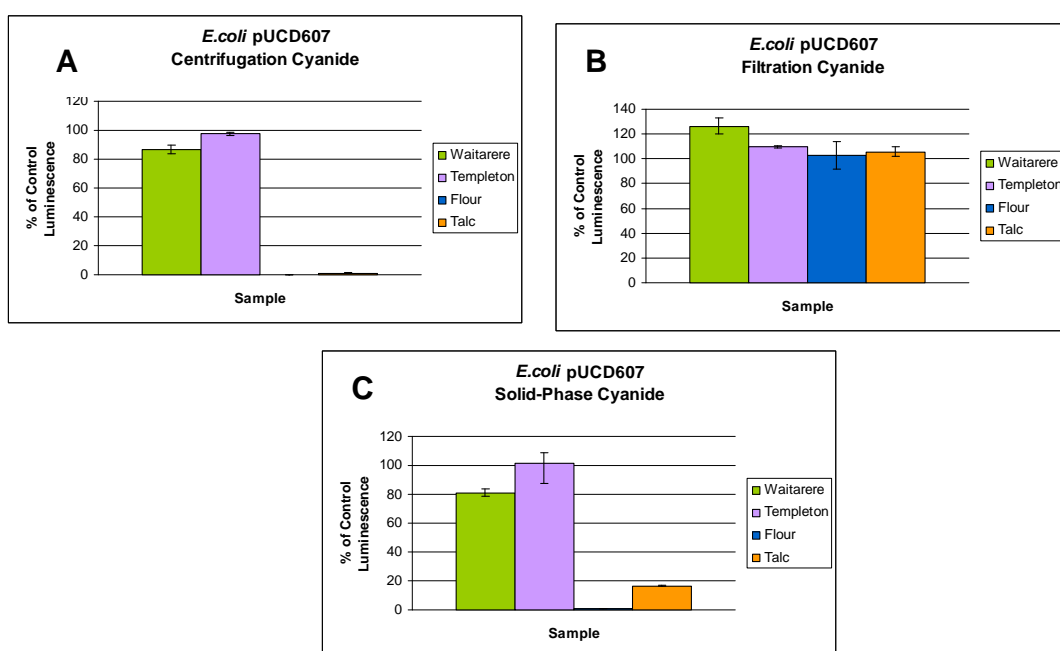 A
E.coli pUCD607
Centrifugation Cyanide
% of Control
Luminescence
120
100
80
60
40
20
0
Sample
Waitarere
Templeton
Flour
Talc
B
E.coli pUCD607
Filtration Cyanide
% of Control
Luminescence
140
120
100
80
60
40
20
0
Sample
Waitarere
Templeton
Flour
Talc
C
E.coli pUCD607
Solid-Phase Cyanide
% of Control
Luminescence
120
100
80
60
40
20
0
Sample
Waitarere
Templeton
Flour
Talc